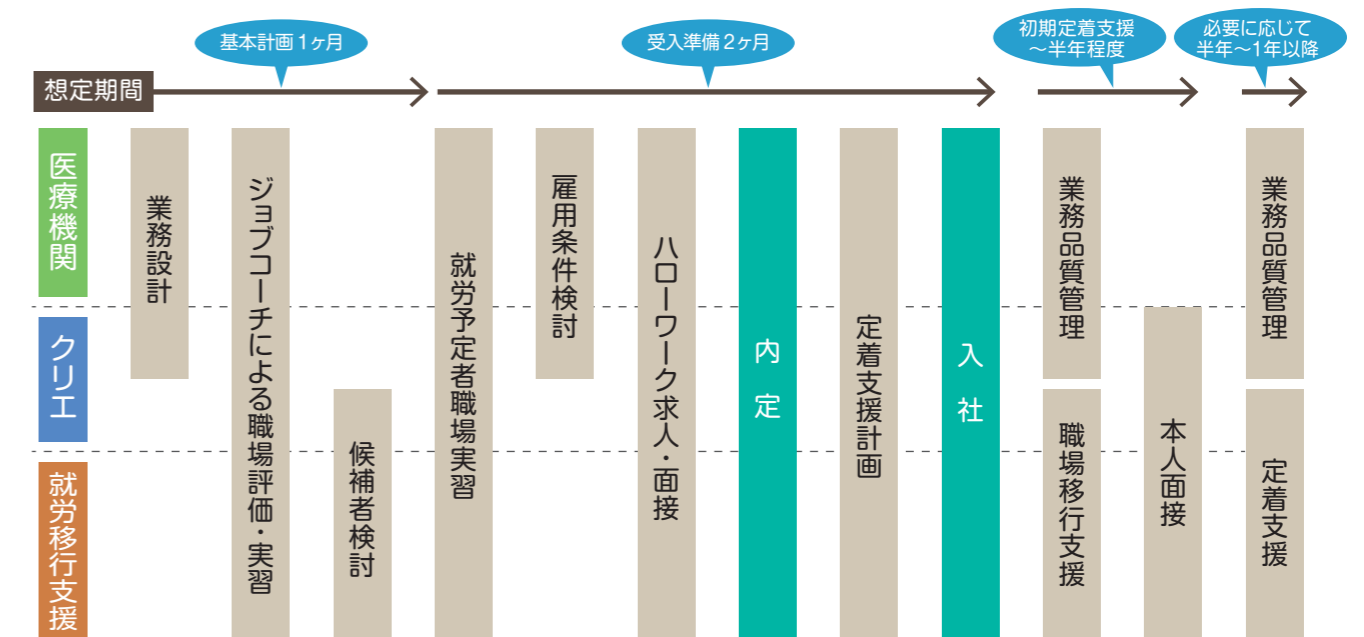 基本計画1ヶ月
受入準備2ヶ月
初期定着支援
～半年程度
必要に応じて
半年～1年以降
想定期間
医療機関
クリエ
就労移行支援
業務設計
ジョブコーチによる職場評価・実習
候補者検討
就労予定者職場実習
雇用条件検討
ハローワーク求人・面接
内定
定着支援計画
入社
業務品質管理
職場移行支援
本人面接
業務品質管理
定着支援